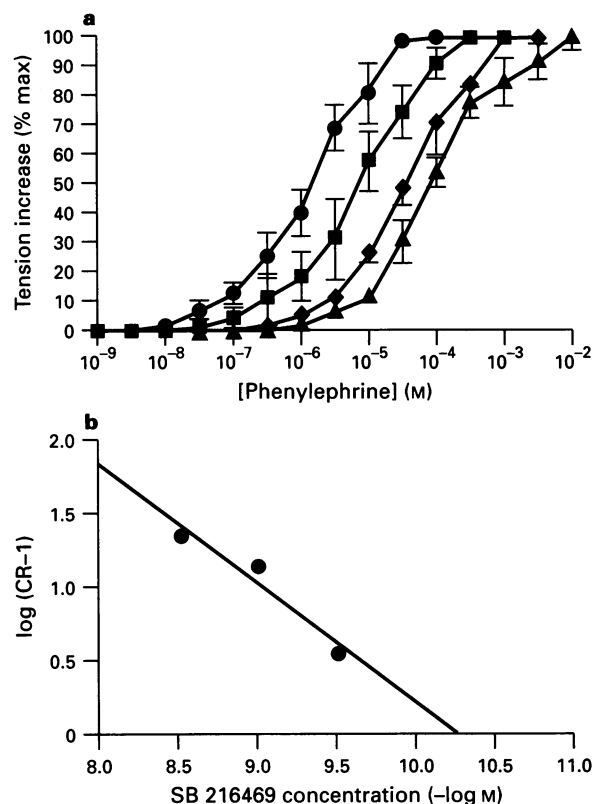 a
Tension increase (% max)
100
90
80
70
60
50
40
30
20
10
0
10⁻⁹ 10⁻⁸ 10⁻⁷ 10⁻⁶ 10⁻⁵ 10⁻⁴ 10⁻³ 10⁻²
[Phenylephrine] (M)
b
log (CR–1)
2.0
1.5
1.0
0.5
0
8.0 8.5 9.0 9.5 10.0 10.5 11.0
SB 216469 concentration (–log M)